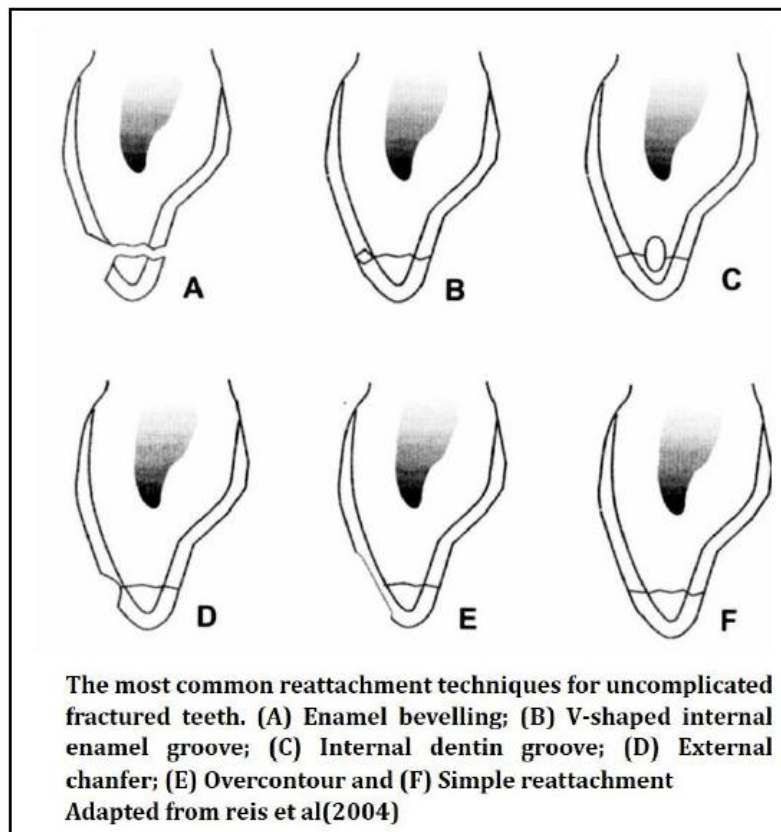 A
B
C
D
E
F
The most common reattachment techniques for uncomplicated
fractured teeth. (A) Enamel bevelling; (B) V-shaped internal
enamel groove; (C) Internal dentin groove; (D) External
chanfer; (E) Overcontour and (F) Simple reattachment
Adapted from reis et al(2004)